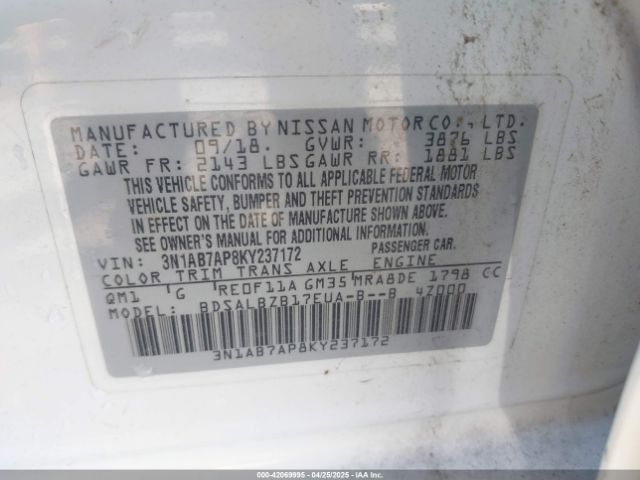 MANUFACTURED BY NISSAN MOTOR CO., LTD.
DATE: 09/18. GVWR: 3876 LBS
GAWR FR: 2143 LBS GAWR RR: 1881 LBS
THIS VEHICLE CONFORMS TO ALL APPLICABLE FEDERAL MOTOR
VEHICLE SAFETY, BUMPER AND THEFT PREVENTION STANDARDS
IN EFFECT ON THE DATE OF MANUFACTURE SHOWN ABOVE.
SEE OWNER'S MANUAL FOR ADDITIONAL INFORMATION.
VIN: 3N1AB7AP8KY237172 PASSENGER CAR.
COLOR TRIM TRANS AXLE ENGINE
QM1 'G 'RE0F11A GM35'MRA8DE 1798 CC
MODEL: BDSALBZB17EUA-B--B 4Z000
3N1AB7AP8KY237172
000-42069995 04/25/2025 IAAI.COM